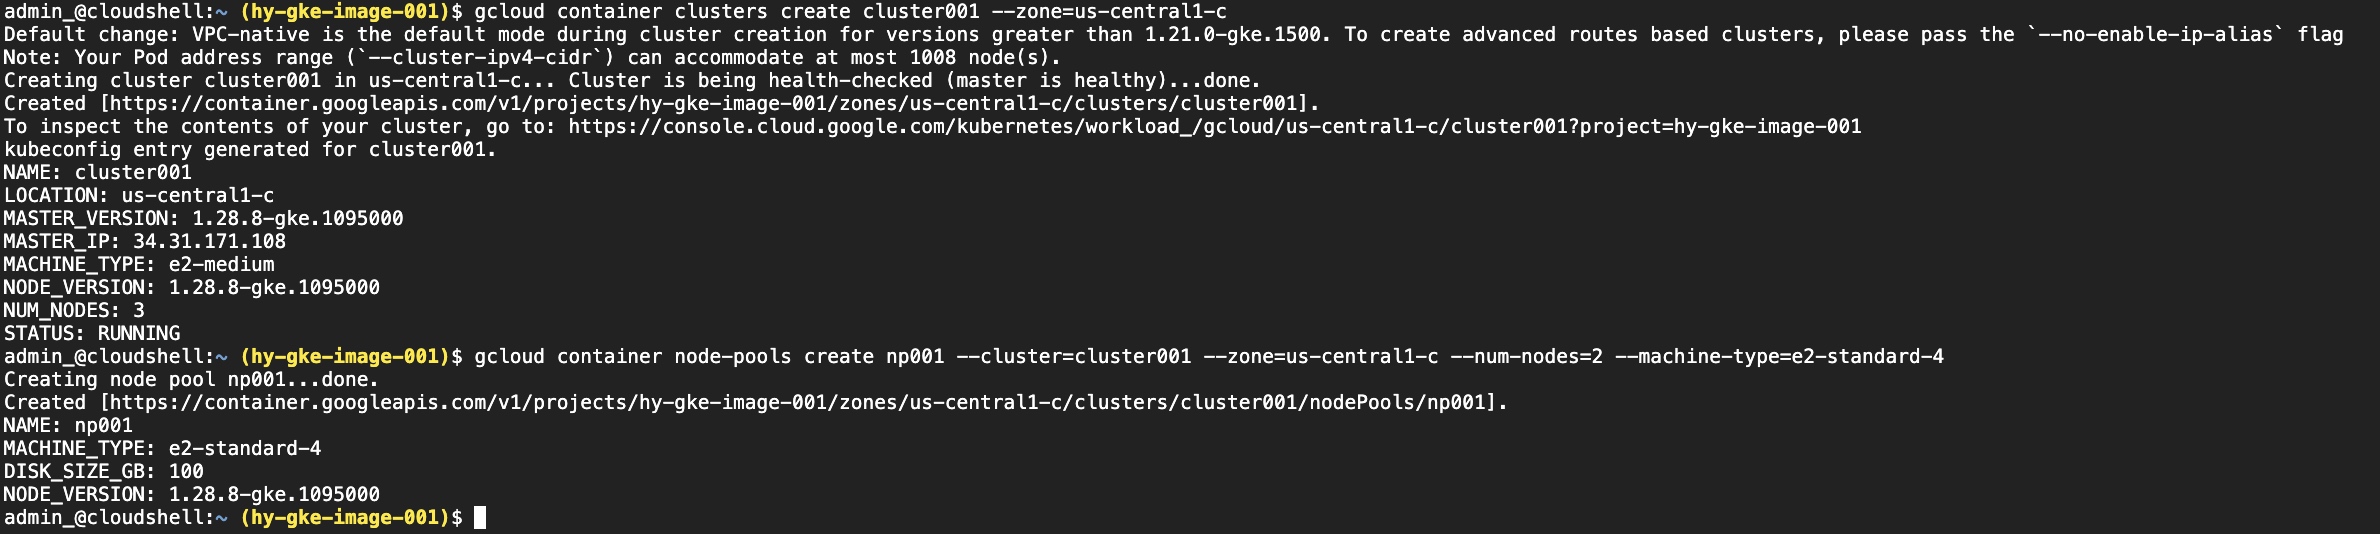 admin_@cloudshell:~ (hy-gke-image-001)$ gcloud container clusters create cluster001 --zone=us-central1-c
Default change: VPC-native is the default mode during cluster creation for versions greater than 1.21.0-gke.1500. To create advanced routes based clusters, please pass the `--no-enable-ip-alias` flag
Note: Your Pod address range (`--cluster-ipv4-cidr`) can accommodate at most 1008 node(s).
Creating cluster cluster001 in us-central1-c... Cluster is being health-checked (master is healthy)...done.
Created [https://container.googleapis.com/v1/projects/hy-gke-image-001/zones/us-central1-c/clusters/cluster001].
To inspect the contents of your cluster, go to: https://console.cloud.google.com/kubernetes/workload_/gcloud/us-central1-c/cluster001?project=hy-gke-image-001
kubeconfig entry generated for cluster001.
NAME: cluster001
LOCATION: us-central1-c
MASTER_VERSION: 1.28.8-gke.1095000
MASTER_IP: 34.31.171.108
MACHINE_TYPE: e2-medium
NODE_VERSION: 1.28.8-gke.1095000
NUM_NODES: 3
STATUS: RUNNING
admin_@cloudshell:~ (hy-gke-image-001)$ gcloud container node-pools create np001 --cluster=cluster001 --zone=us-central1-c --num-nodes=2 --machine-type=e2-standard-4
Creating node pool np001...done.
Created [https://container.googleapis.com/v1/projects/hy-gke-image-001/zones/us-central1-c/clusters/cluster001/nodePools/np001].
NAME: np001
MACHINE_TYPE: e2-standard-4
DISK_SIZE_GB: 100
NODE_VERSION: 1.28.8-gke.1095000
admin_@cloudshell:~ (hy-gke-image-001)$